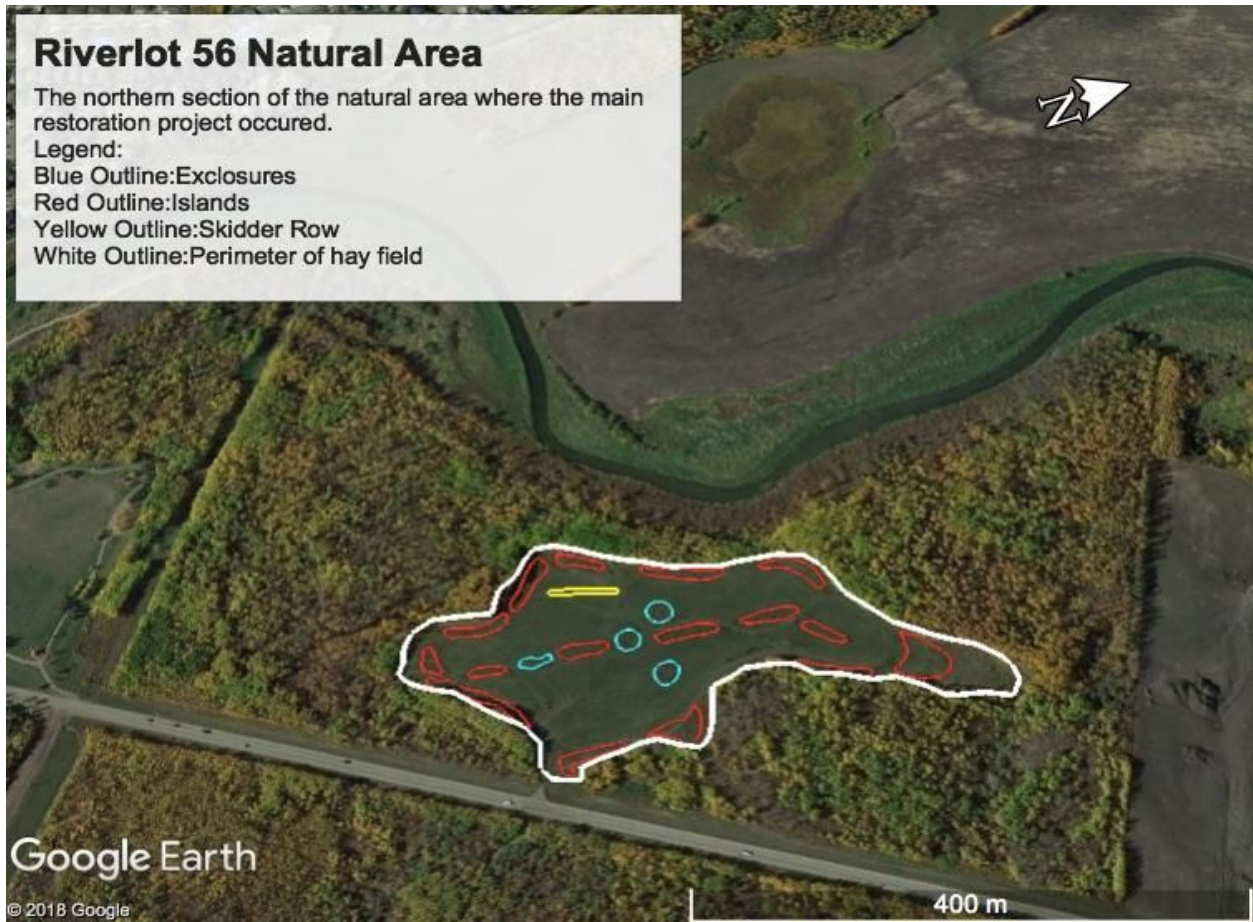 Riverlot 56 Natural Area
The northern section of the natural area where the main
restoration project occured.
Legend:
Blue Outline:Exclosures
Red Outline:Islands
Yellow Outline:Skidder Row
White Outline:Perimeter of hay field
N
Google Earth
© 2018 Google
400 m